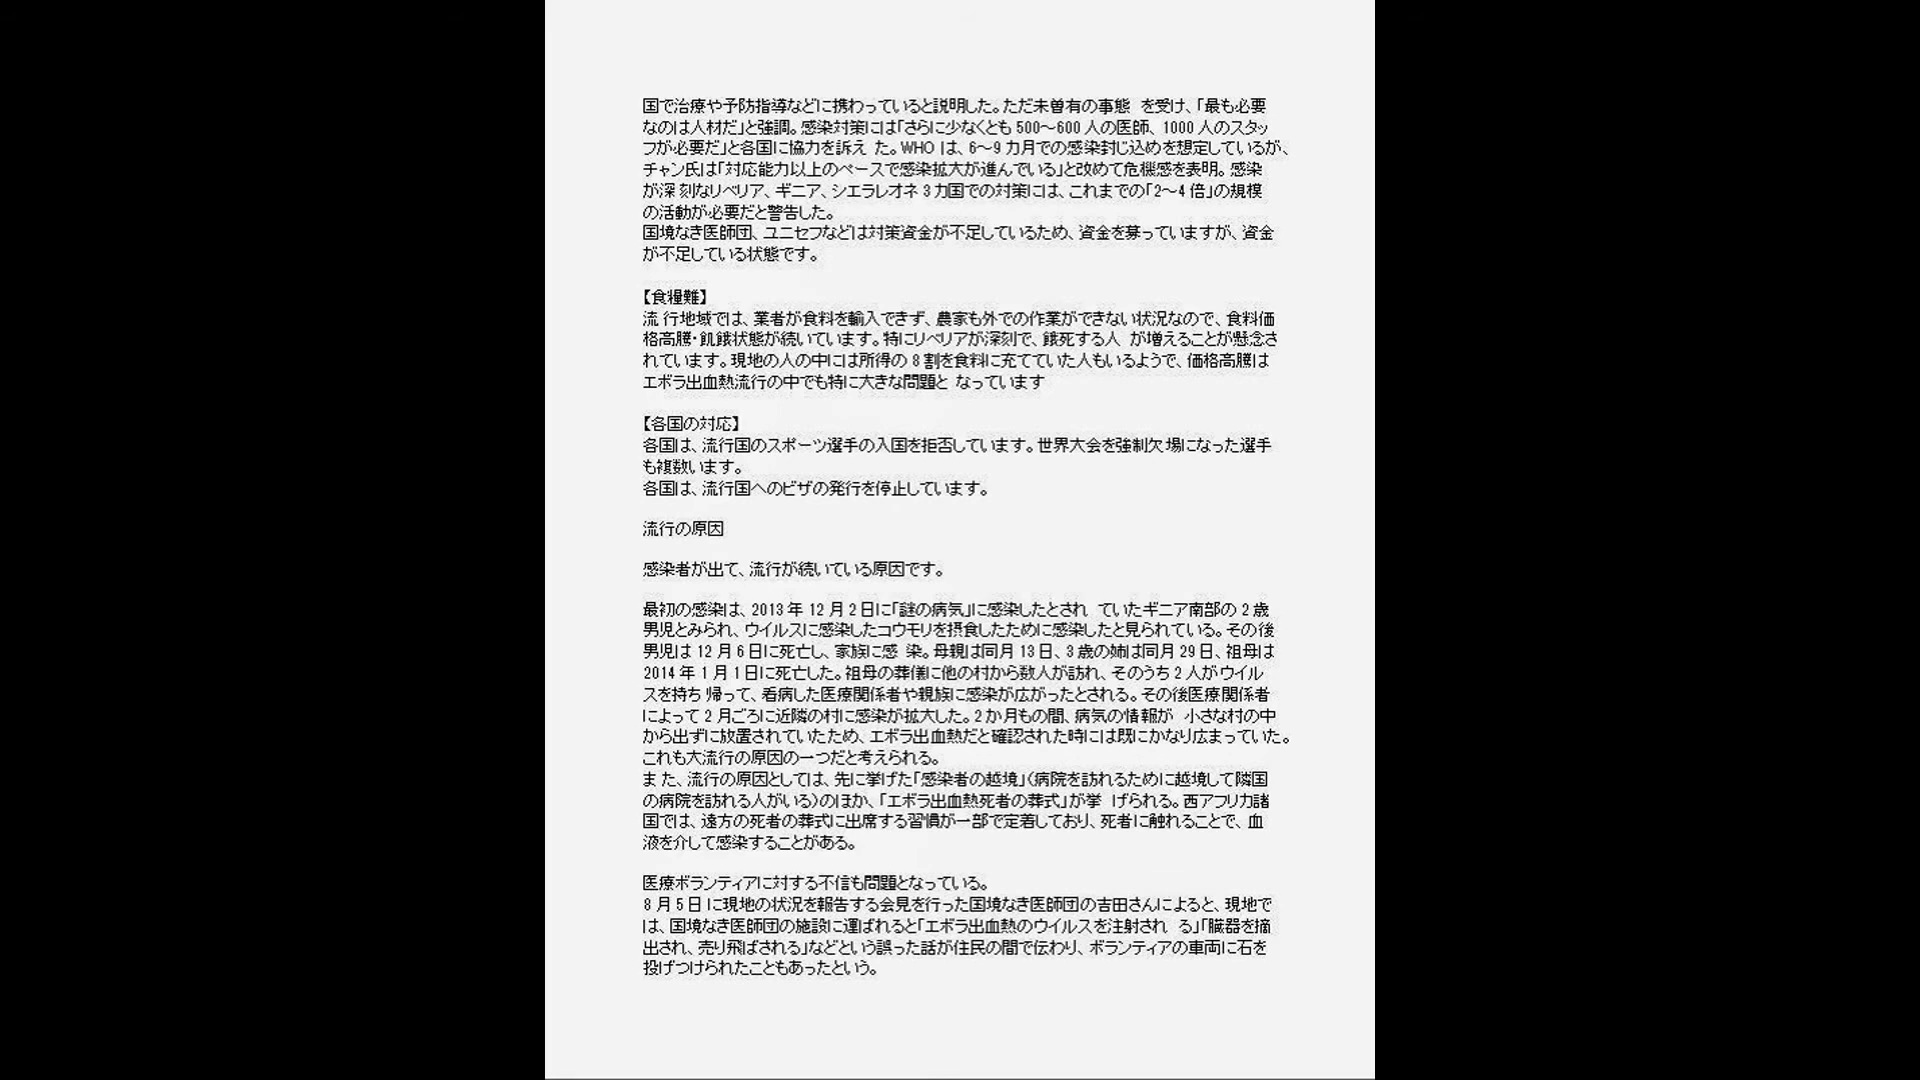 国で治療や予防指導などに携わっていると説明した。ただ未曽有の事態 を受け、「最も必要
なのは人材だ」と強調。感染対策には「さらに少なくとも 500～600 人の医師、1000 人のスタッ
フが必要だ」と各国に協力を訴え た。WHO は、6～9 カ月での感染封じ込めを想定しているが、
チャン氏は「対応能力以上のペースで感染拡大が進んでいる」と改めて危機感を表明。感染
が深 刻なリベリア、ギニア、シエラレオネ 3 カ国での対策には、これまでの「2～4 倍」の規模
の活動が必要だと警告した。
国境なき医師団、ユニセフなどは対策資金が不足しているため、資金を募っていますが、資金
が不足している状態です。
【食糧難】
流 行地域では、業者が食料を輸入できず、農家も外での作業ができない状況なので、食料価
格高騰・飢餓状態が続いています。特にリベリアが深刻で、餓死する人 が増えることが懸念さ
れています。現地の人の中には所得の 8 割を食料に充てていた人もいるようで、価格高騰は
エボラ出血熱流行の中でも特に大きな問題と なっています
【各国の対応】
各国は、流行国のスポーツ選手の入国を拒否しています。世界大会を強制欠 場になった選手
も複数います。
各国は、流行国へのビザの発行を停止しています。
流行の原因
感染者が出て、流行が続いている原因です。
最初の感染は、2013 年 12 月 2 日に「謎の病気」に感染したとされ ていたギニア南部の 2 歳
男児とみられ、ウイルスに感染したコウモリを摂食したために感染したと見られている。その後
男児は 12 月 6 日に死亡し、家族に感 染。母親は同月 13 日、3 歳の姉は同月 29 日、祖母は
2014 年 1 月 1 日に死亡した。祖母の葬儀に他の村から数人が訪れ、そのうち 2 人がウイル
スを持ち 帰って、看病した医療関係者や親族に感染が広がったとされる。その後医療関係者
によって 2 月ごろに近隣の村に感染が拡大した。2 か月もの間、病気の情報が 小さな村の中
から出ずに放置されていたため、エボラ出血熱だと確認された時には既にかなり広まっていた。
これも大流行の原因の一つだと考えられる。
ま た、流行の原因としては、先に挙げた「感染者の越境」（病院を訪れるために越境して隣国
の病院を訪れる人がいる）のほか、「エボラ出血熱死者の葬式」が挙 げられる。西アフリカ諸
国では、遠方の死者の葬式に出席する習慣が一部で定着しており、死者に触れることで、血
液を介して感染することがある。
医療ボランティアに対する不信も問題となっている。
8 月 5 日 に現地の状況を報告する会見を行った国境なき医師団の吉田さんによると、現地で
は、国境なき医師団の施設に運ばれると「エボラ出血熱のウイルスを注射され る」「臓器を摘
出され、売り飛ばされる」などという誤った話が住民の間で伝わり、ボランティアの車両に石を
投げつけられたこともあったという。